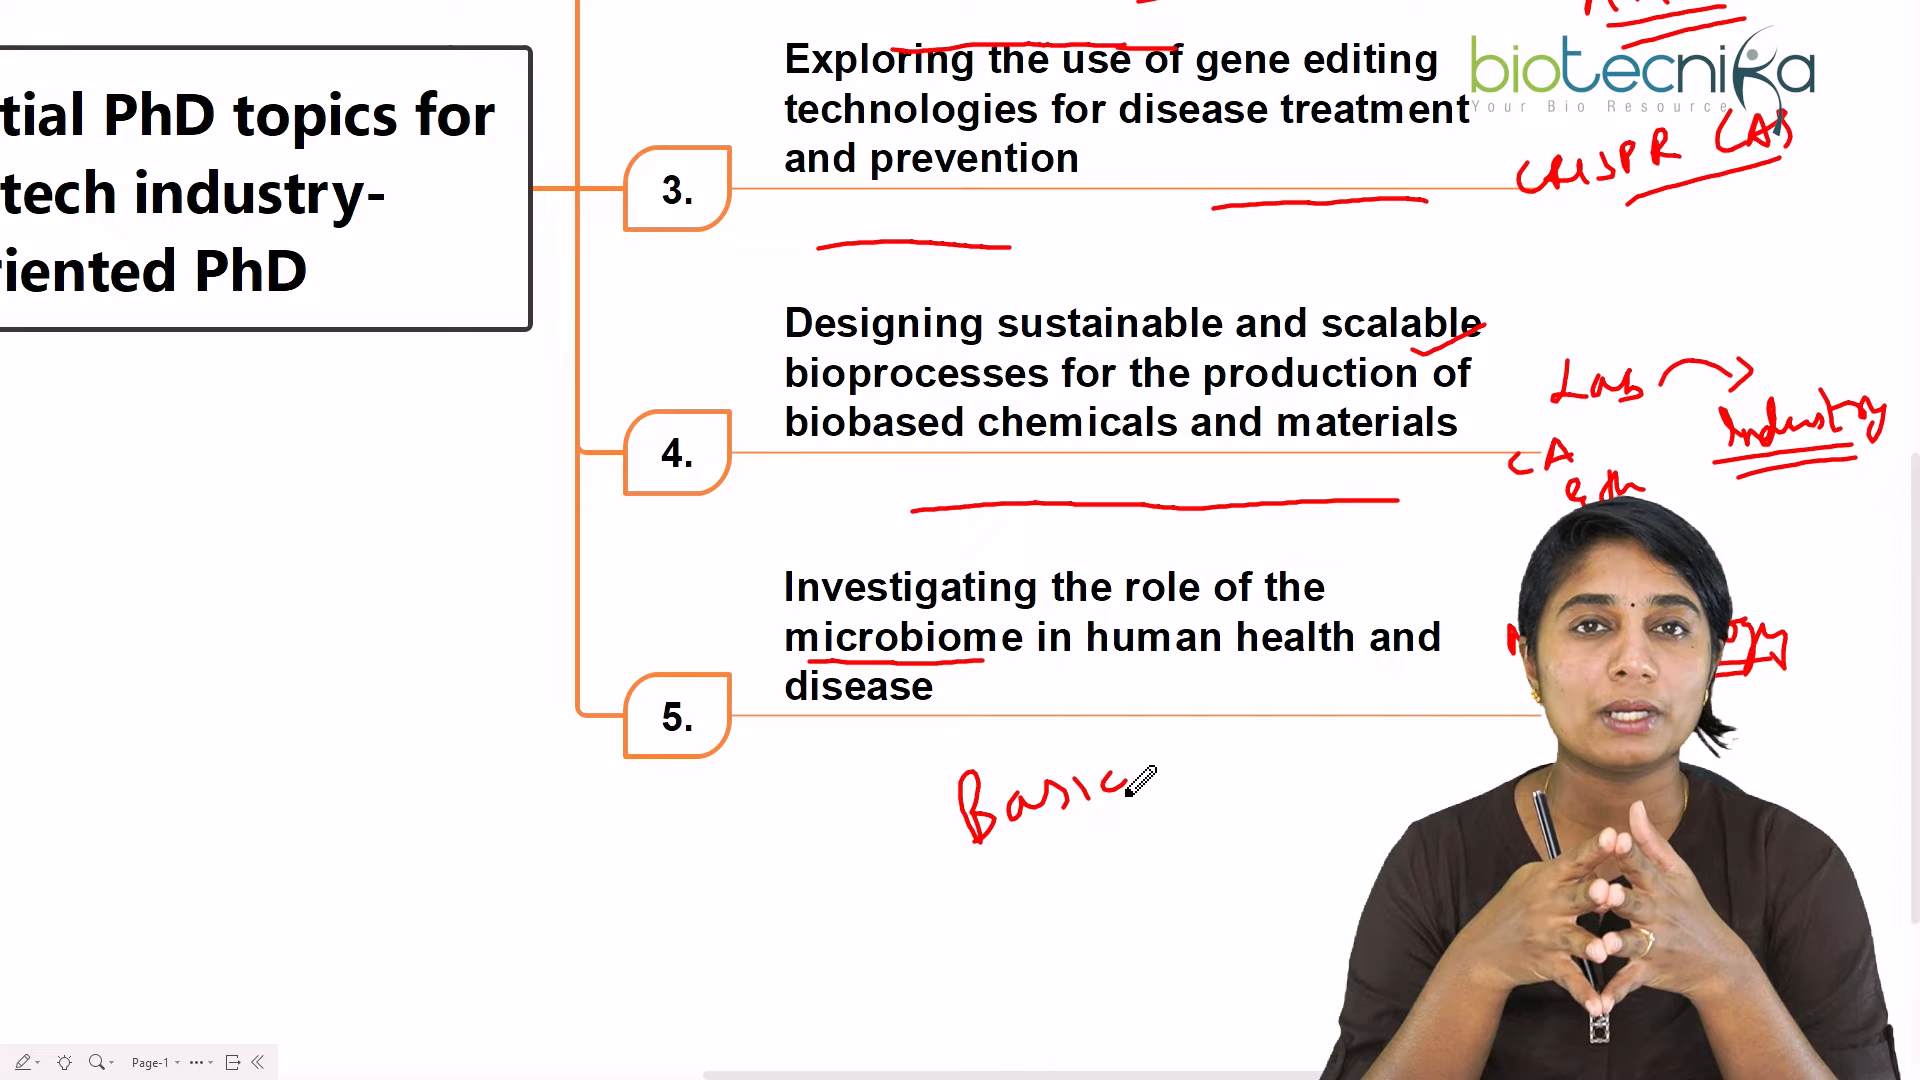 Exploring the use of gene editing
technologies for disease treatment
and prevention
3.
biotecnika
Your Bio Resource
CRISPR CAS
tial PhD topics for
tech industry-
riented PhD
Designing sustainable and scalable
bioprocesses for the production of
biobased chemicals and materials
4.
Lab
Industry
CA
Investigating the role of the
microbiome in human health and
disease
5.
Basic
Page-1